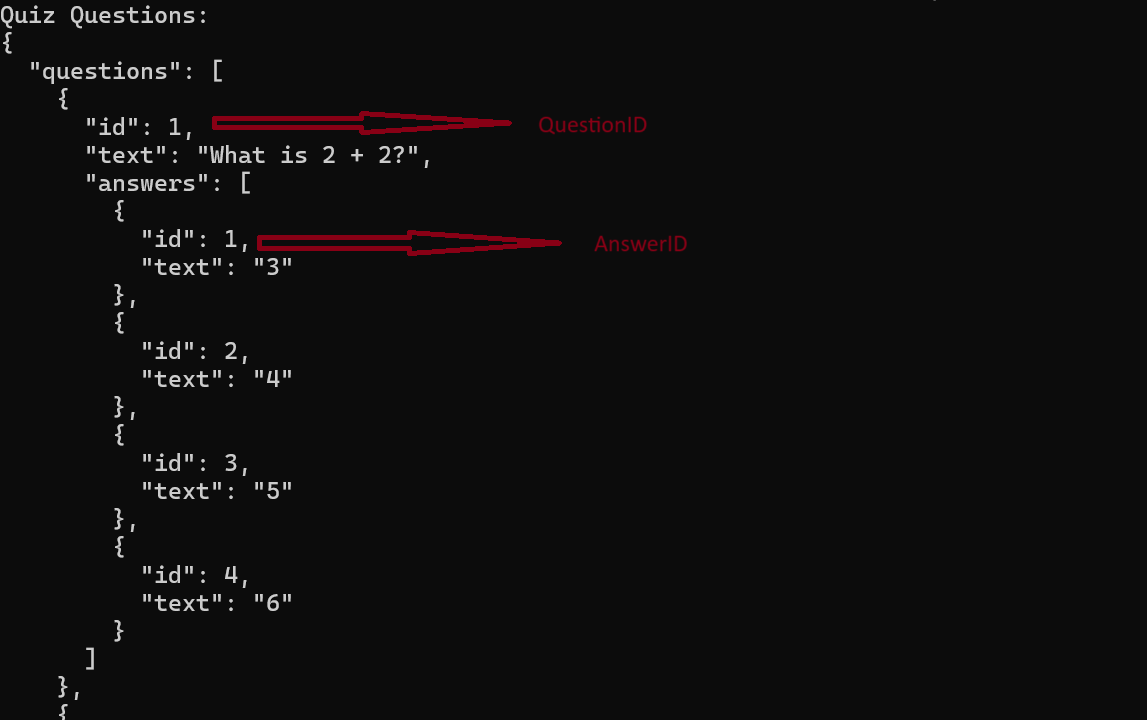 Quiz Questions:
{
  "questions": [
    {
      "id": 1, QuestionID
      "text": "What is 2 + 2?",
      "answers": [
        {
          "id": 1, AnswerID
          "text": "3"
        },
        {
          "id": 2,
          "text": "4"
        },
        {
          "id": 3,
          "text": "5"
        },
        {
          "id": 4,
          "text": "6"
        }
      ]
    },
    {